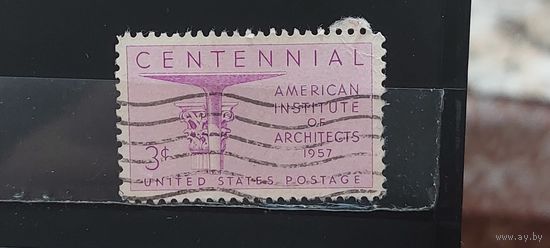 CENTENNIAL
AMERICAN
INSTITUTE
OF
ARCHITECTS
1957
3¢
UNITED STATES POSTAGE
www.ay.by